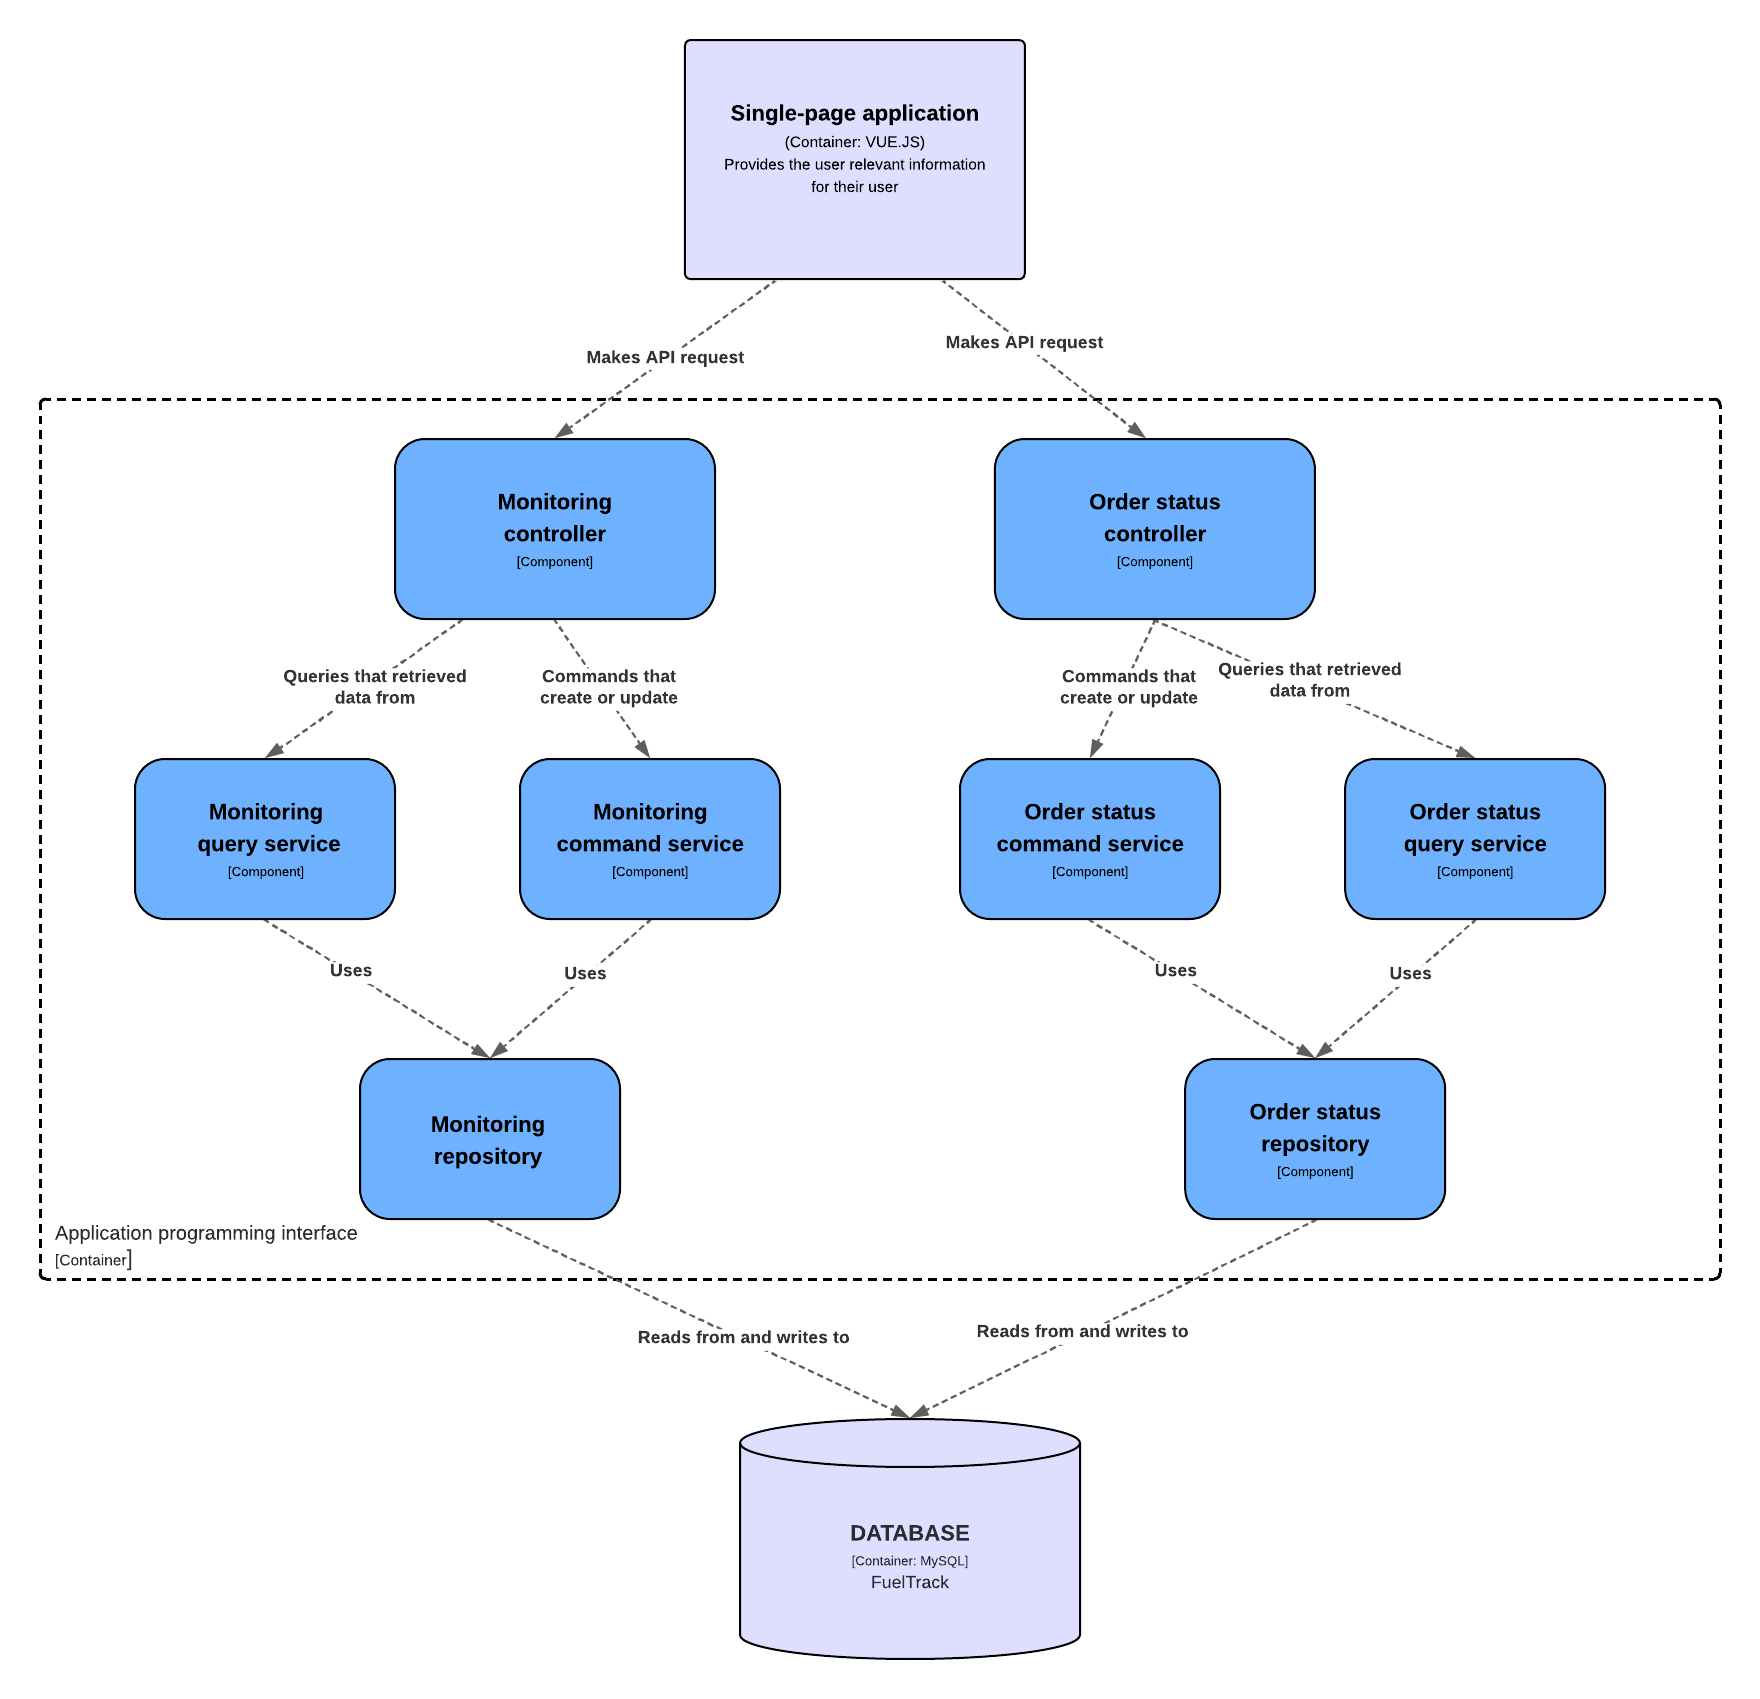 Single-page application
(Container: VUE.JS)
Provides the user relevant information
for their user
Makes API request
Makes API request
Monitoring
controller
[Component]
Order status
controller
[Component]
Queries that retrieved
data from
Commands that
create or update
Commands that
create or update
Queries that retrieved
data from
Monitoring
query service
[Component]
Monitoring
command service
[Component]
Order status
command service
[Component]
Order status
query service
[Component]
Uses
Uses
Uses
Uses
Monitoring
repository
Order status
repository
[Component]
Application programming interface
[Container]
Reads from and writes to
Reads from and writes to
DATABASE
[Container: MySQL]
FuelTrack